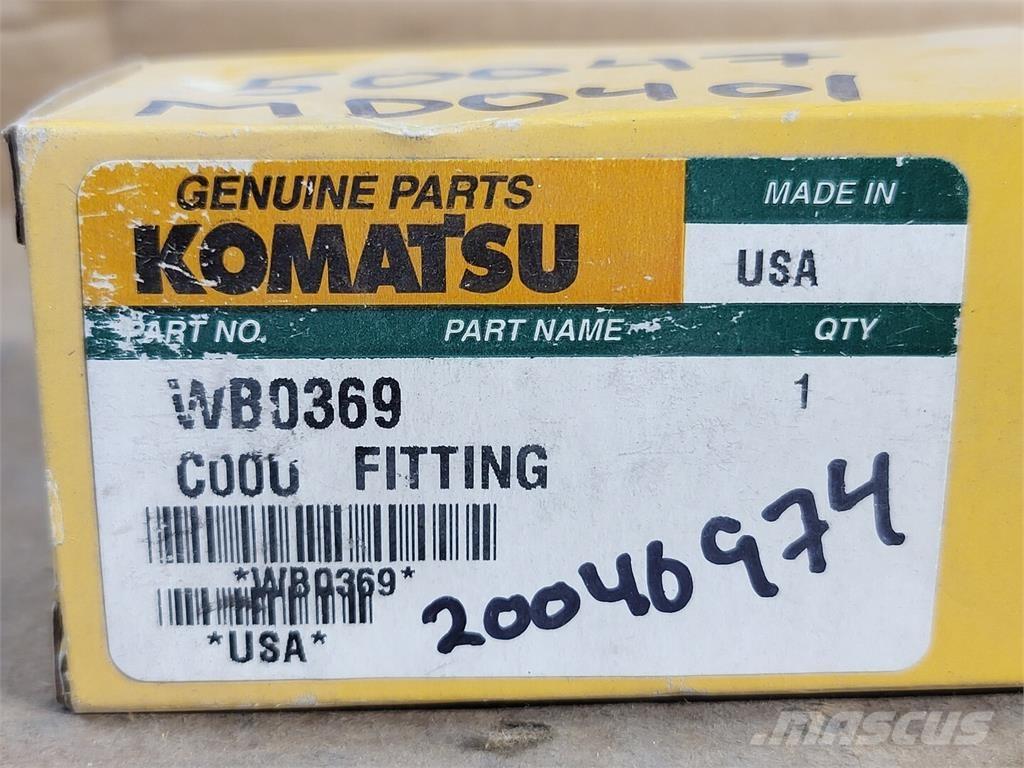 50047
MD0401
GENUINE PARTS
KOMATSU
MADE IN
USA
PART NO. PART NAME QTY
WB0369 1
C00U FITTING
*WB0369*
*USA*
20046974
MASCUS